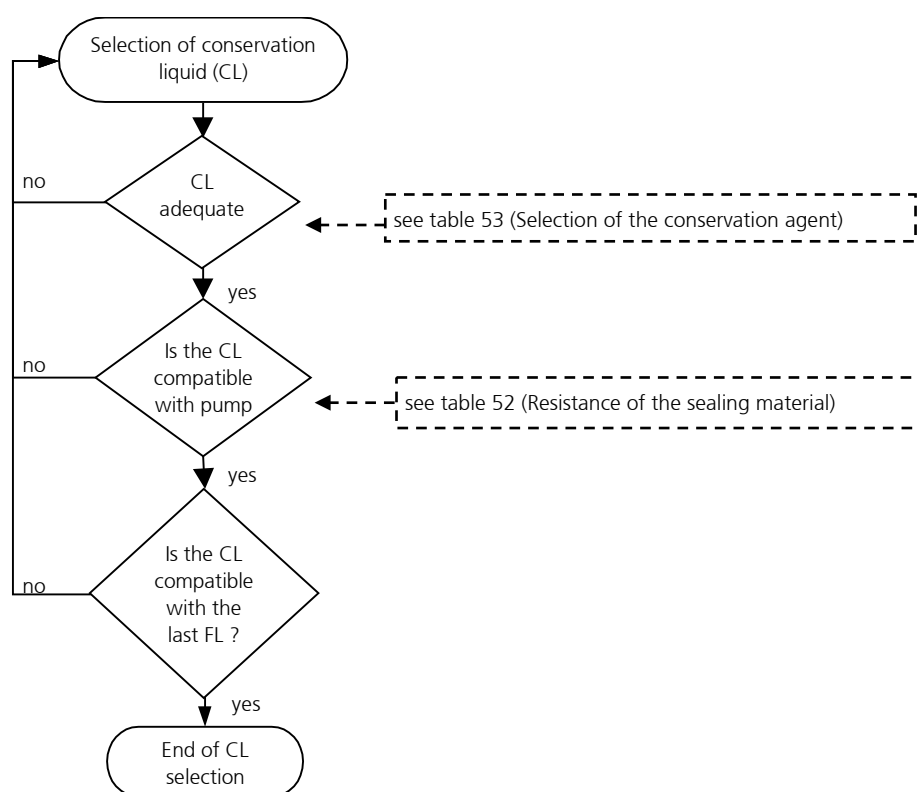 Selection of conservation
liquid (CL)
no
CL
adequate
see table 53 (Selection of the conservation agent)
yes
no
Is the CL
compatible
with pump
see table 52 (Resistance of the sealing material)
yes
no
Is the CL
compatible
with the
last FL ?
yes
End of CL
selection